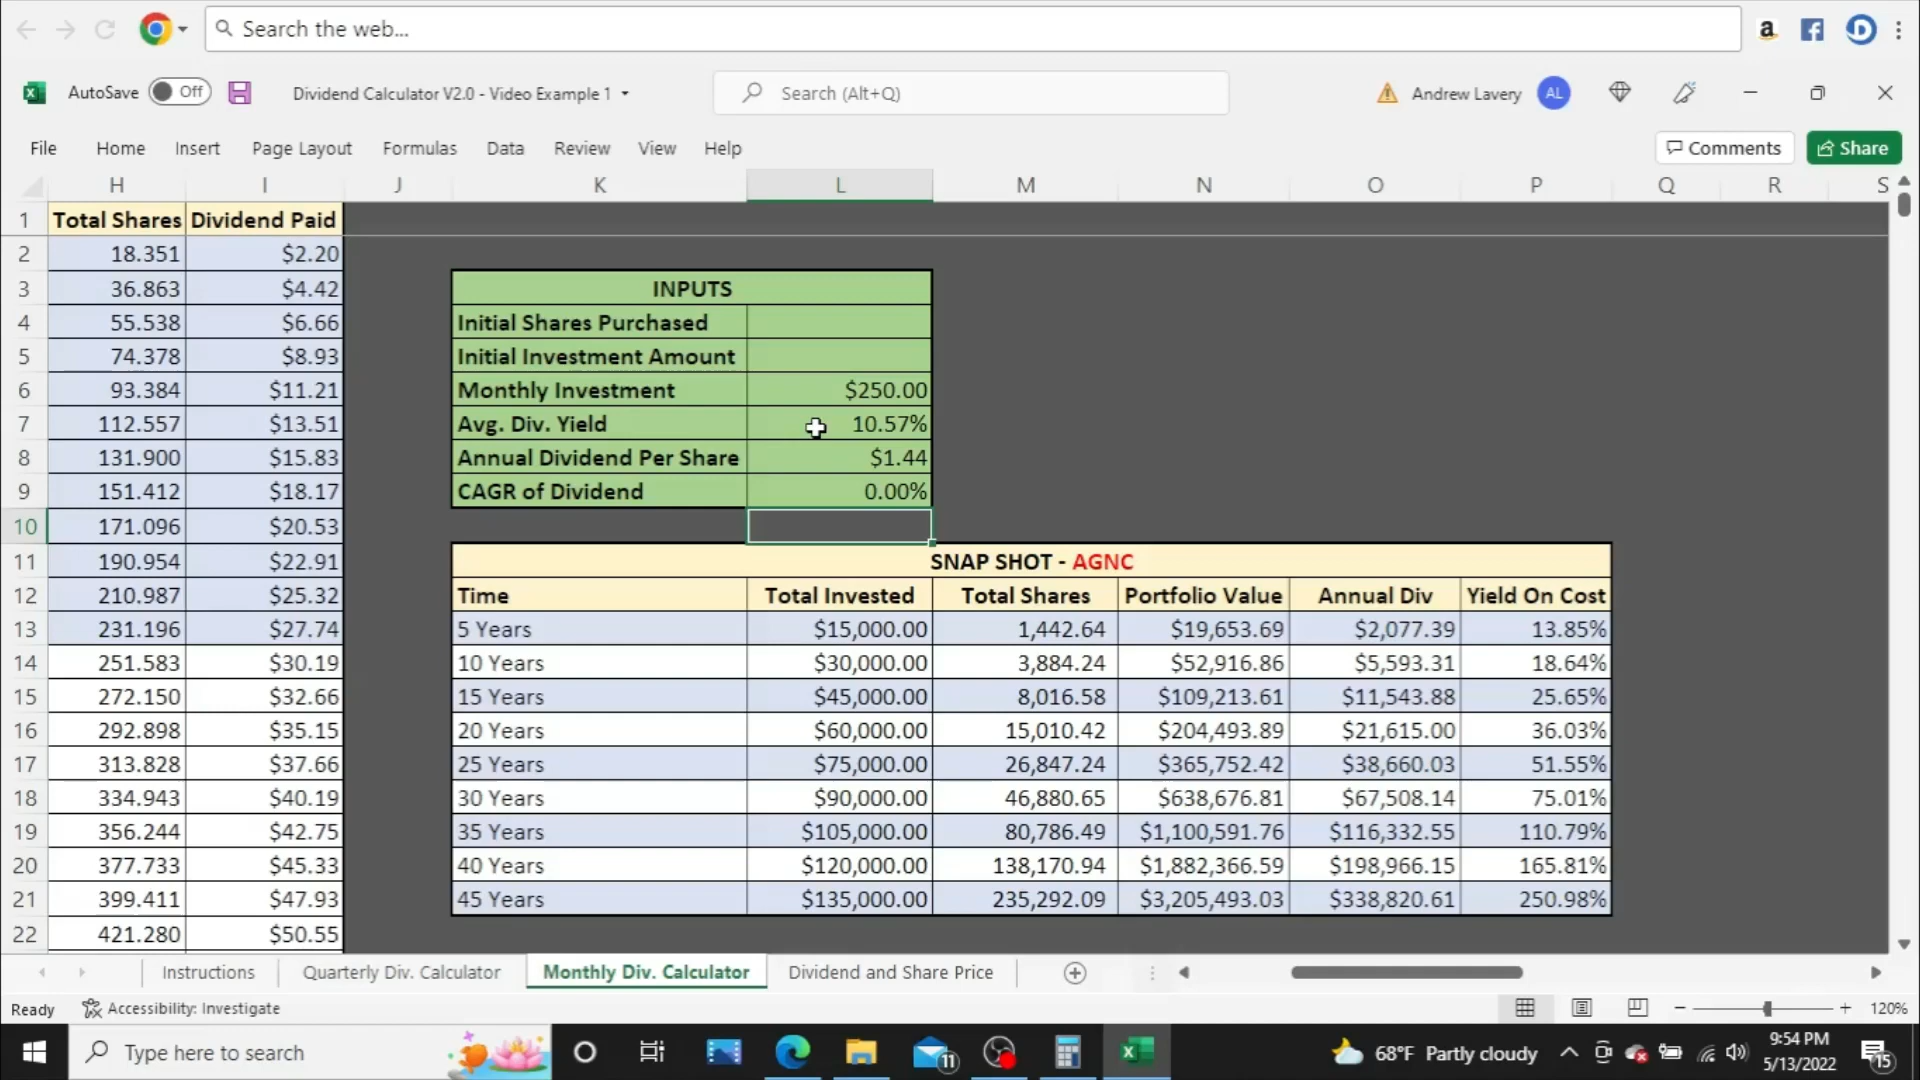 Search the web...
AutoSave Off Dividend Calculator V2.0 - Video Example 1 Search (Alt+Q) Andrew Lavery AL
File Home Insert Page Layout Formulas Data Review View Help Comments Share
H I J K L M N O P Q R S
1 Total Shares Dividend Paid
2 18.351 $2.20
3 36.863 $4.42 INPUTS
4 55.538 $6.66 Initial Shares Purchased
5 74.378 $8.93 Initial Investment Amount
6 93.384 $11.21 Monthly Investment $250.00
7 112.557 $13.51 Avg. Div. Yield 10.57%
8 131.900 $15.83 Annual Dividend Per Share $1.44
9 151.412 $18.17 CAGR of Dividend 0.00%
10 171.096 $20.53
11 190.954 $22.91 SNAP SHOT - AGNC
12 210.987 $25.32 Time Total Invested Total Shares Portfolio Value Annual Div Yield On Cost
13 231.196 $27.74 5 Years $15,000.00 1,442.64 $19,653.69 $2,077.39 13.85%
14 251.583 $30.19 10 Years $30,000.00 3,884.24 $52,916.86 $5,593.31 18.64%
15 272.150 $32.66 15 Years $45,000.00 8,016.58 $109,213.61 $11,543.88 25.65%
16 292.898 $35.15 20 Years $60,000.00 15,010.42 $204,493.89 $21,615.00 36.03%
17 313.828 $37.66 25 Years $75,000.00 26,847.24 $365,752.42 $38,660.03 51.55%
18 334.943 $40.19 30 Years $90,000.00 46,880.65 $638,676.81 $67,508.14 75.01%
19 356.244 $42.75 35 Years $105,000.00 80,786.49 $1,100,591.76 $116,332.55 110.79%
20 377.733 $45.33 40 Years $120,000.00 138,170.94 $1,882,366.59 $198,966.15 165.81%
21 399.411 $47.93 45 Years $135,000.00 235,292.09 $3,205,493.03 $338,820.61 250.98%
22 421.280 $50.55
Instructions Quarterly Div. Calculator Monthly Div. Calculator Dividend and Share Price
Ready Accessibility: Investigate 120%
Type here to search 11 68°F Partly cloudy 9:54 PM
5/13/2022 15